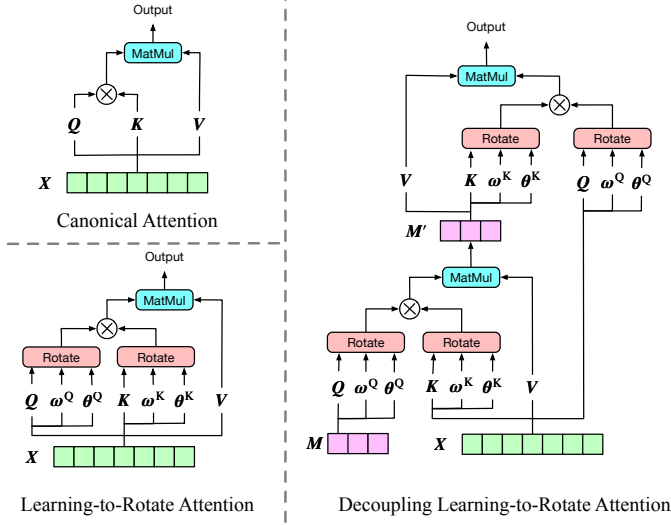 Output
MatMul
Q K V
X
Canonical Attention
Output
MatMul
Rotate Rotate
Q ω^Q θ^Q K ω^K θ^K V
X
Learning-to-Rotate Attention
Output
MatMul
Rotate Rotate
V K ω^K θ^K Q ω^Q θ^Q
M'
MatMul
Rotate Rotate
Q ω^Q θ^Q K ω^K θ^K V
M X
Decoupling Learning-to-Rotate Attention